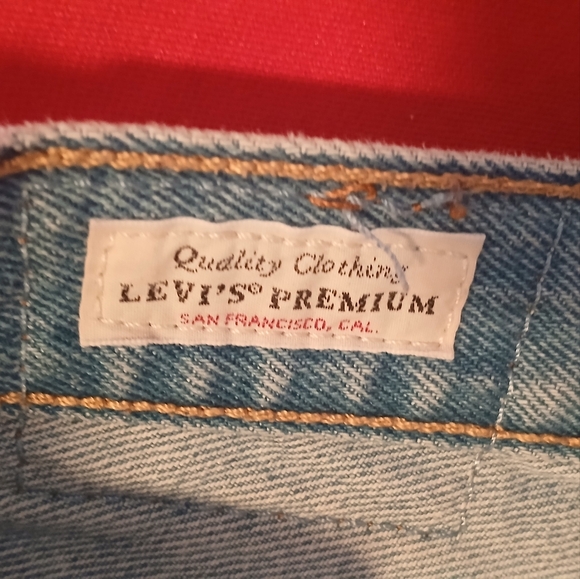 Quality Clothing
LEVI'S® PREMIUM
SAN FRANCISCO, CAL.